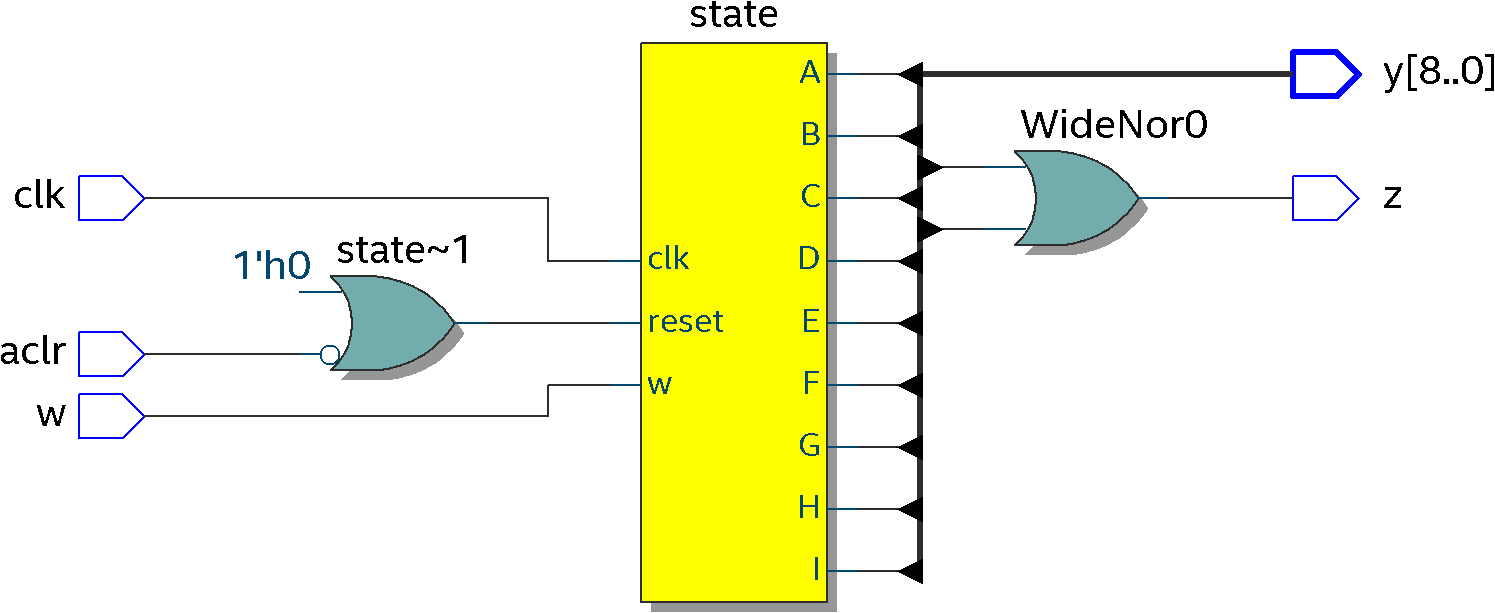 state
A
y[8..0]
B
WideNor0
clk
C
z
state~1
1'h0
clk
D
aclr
reset
E
w
w
F
G
H
I